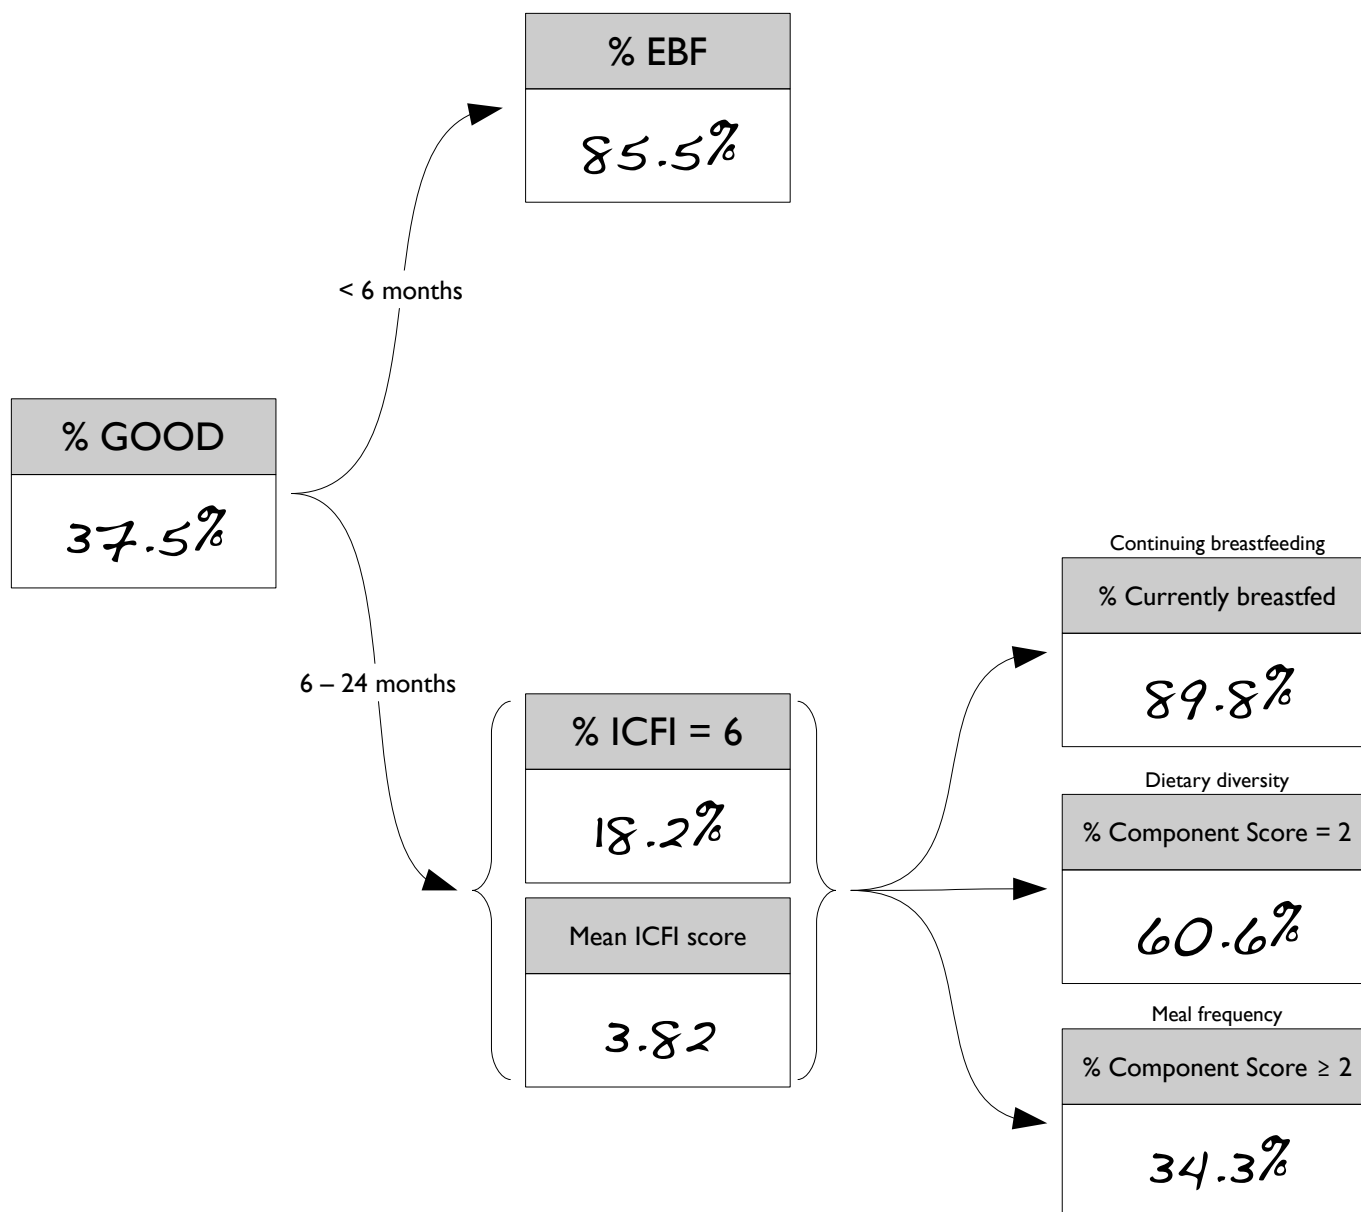 % EBF
85.5%
< 6 months
% GOOD
37.5%
6 – 24 months
% ICFI = 6
18.2%
Mean ICFI score
3.82
Continuing breastfeeding
% Currently breastfed
89.8%
Dietary diversity
% Component Score = 2
60.6%
Meal frequency
% Component Score ≥ 2
34.3%